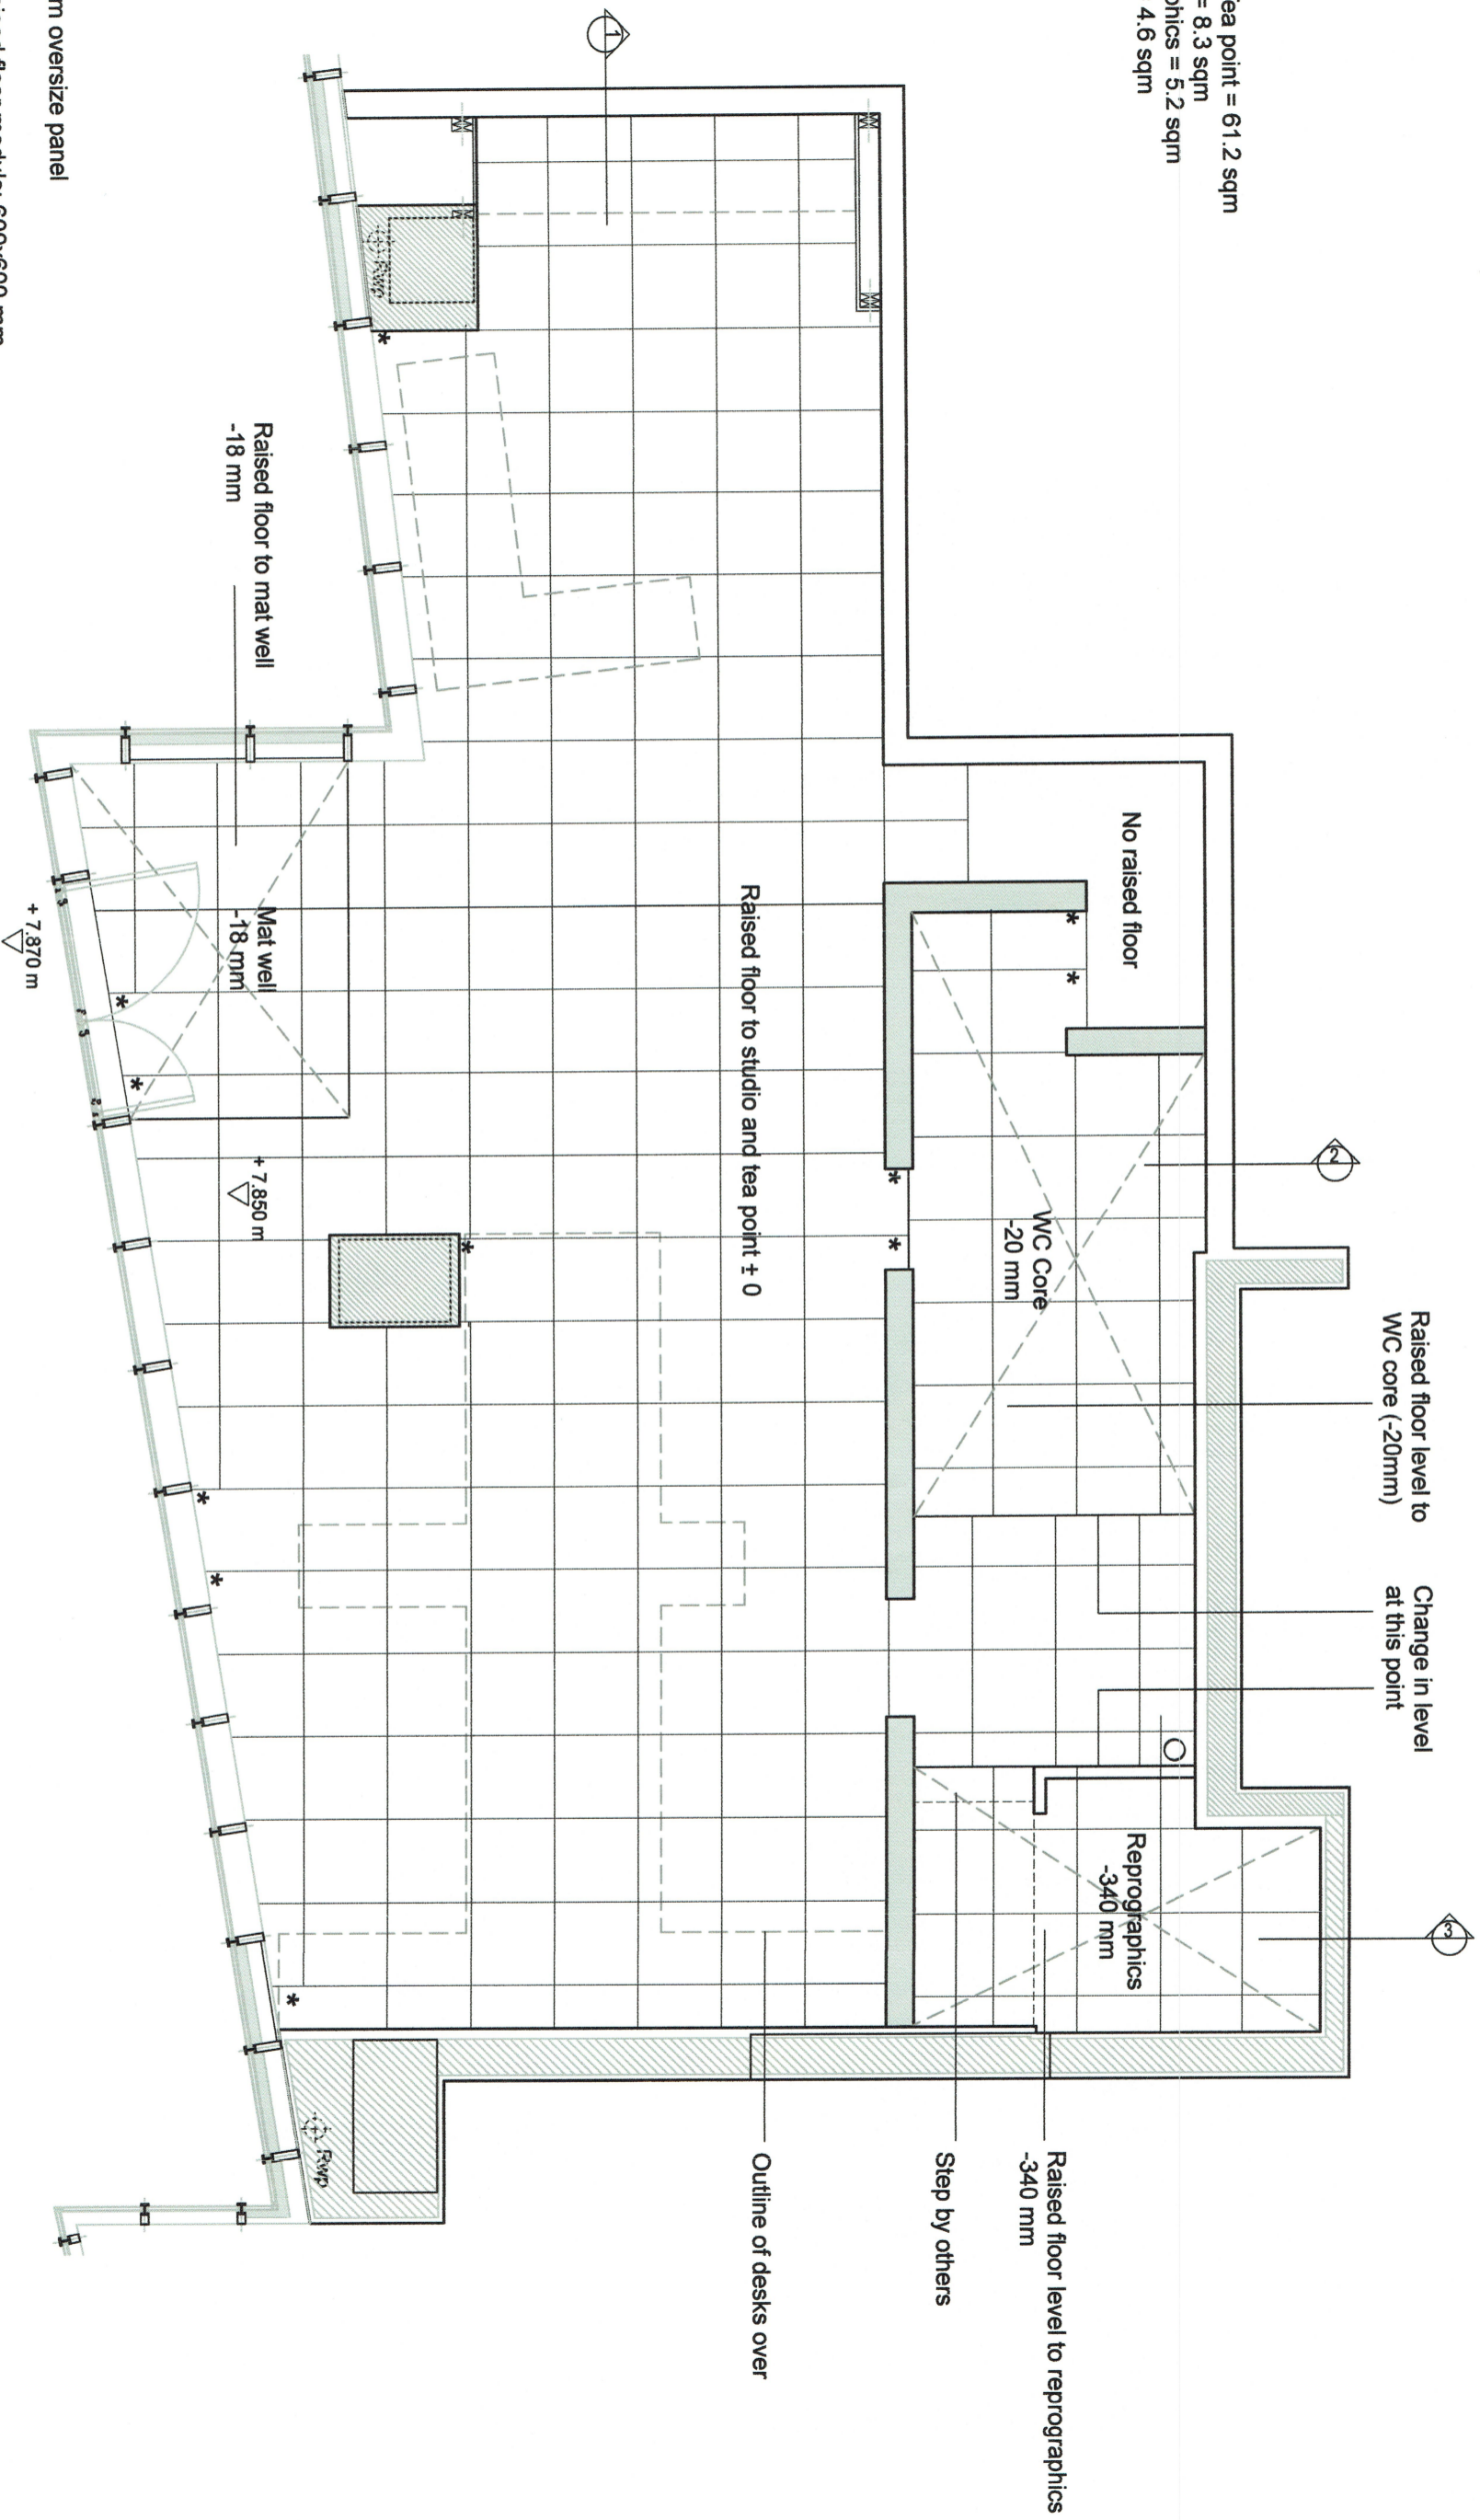 ea point = 61.2 sqm
= 8.3 sqm
phics = 5.2 sqm
4.6 sqm
m oversize panel
1
2
3
Raised floor to mat well
-18 mm
Mat well
-18 mm
+ 7.870 m
+ 7.850 m
Raised floor to studio and tea point ± 0
No raised floor
WC Core
-20 mm
Raised floor level to
WC core (-20mm)
Change in level
at this point
Reprographics
-340 mm
Raised floor level to reprographics
-340 mm
Step by others
Outline of desks over
Rwp